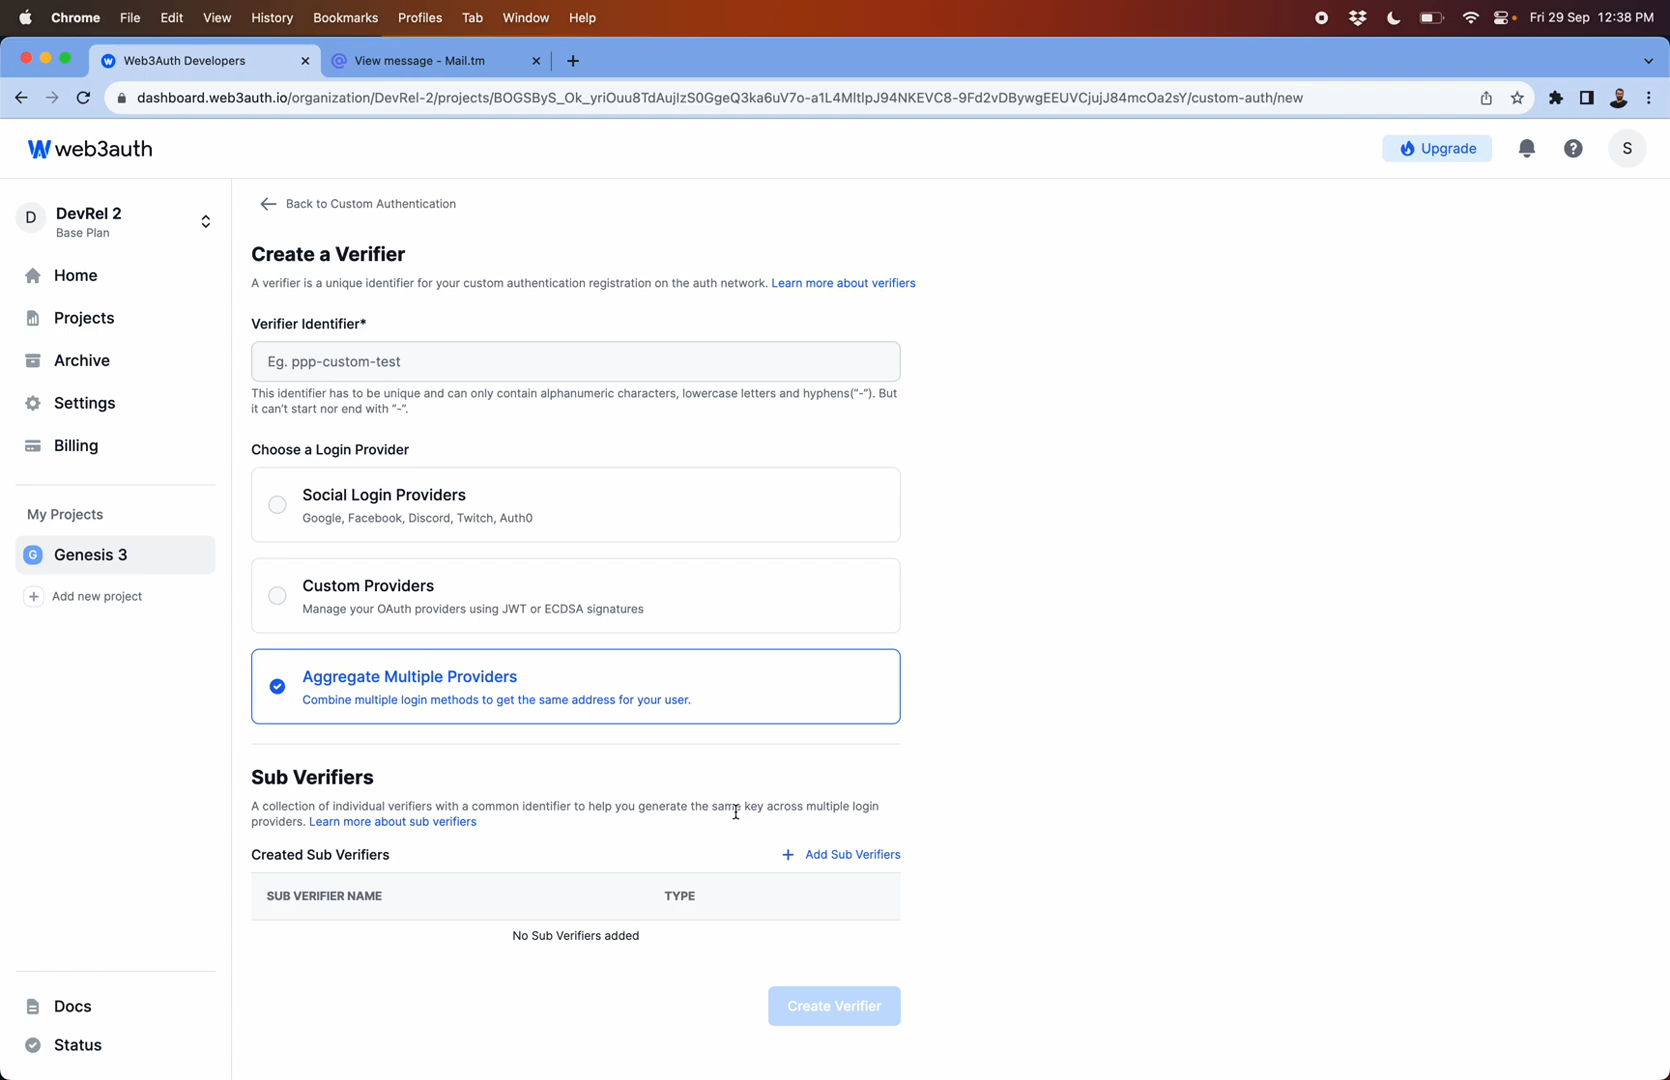 Chrome File Edit View History Bookmarks Profiles Tab Window Help Fri 29 Sep 12:38 PM
Web3Auth Developers View message - Mail.tm
dashboard.web3auth.io/organization/DevRel-2/projects/BOGSByS_Ok_yriOuu8TdAujIzS0GgeQ3ka6uV7o-a1L4MltlpJ94NKEVC8-9Fd2vDBywgEEUVCjujJ84mcOa2sY/custom-auth/new
web3auth Upgrade S
D DevRel 2
Base Plan
Home
Projects
Archive
Settings
Billing
My Projects
G Genesis 3
Add new project
Docs
Status
Back to Custom Authentication
Create a Verifier
A verifier is a unique identifier for your custom authentication registration on the auth network. Learn more about verifiers
Verifier Identifier*
Eg. ppp-custom-test
This identifier has to be unique and can only contain alphanumeric characters, lowercase letters and hyphens("-"). But
it can't start nor end with "-".
Choose a Login Provider
Social Login Providers
Google, Facebook, Discord, Twitch, Auth0
Custom Providers
Manage your OAuth providers using JWT or ECDSA signatures
Aggregate Multiple Providers
Combine multiple login methods to get the same address for your user.
Sub Verifiers
A collection of individual verifiers with a common identifier to help you generate the same key across multiple login
providers. Learn more about sub verifiers
Created Sub Verifiers + Add Sub Verifiers
SUB VERIFIER NAME TYPE
No Sub Verifiers added
Create Verifier